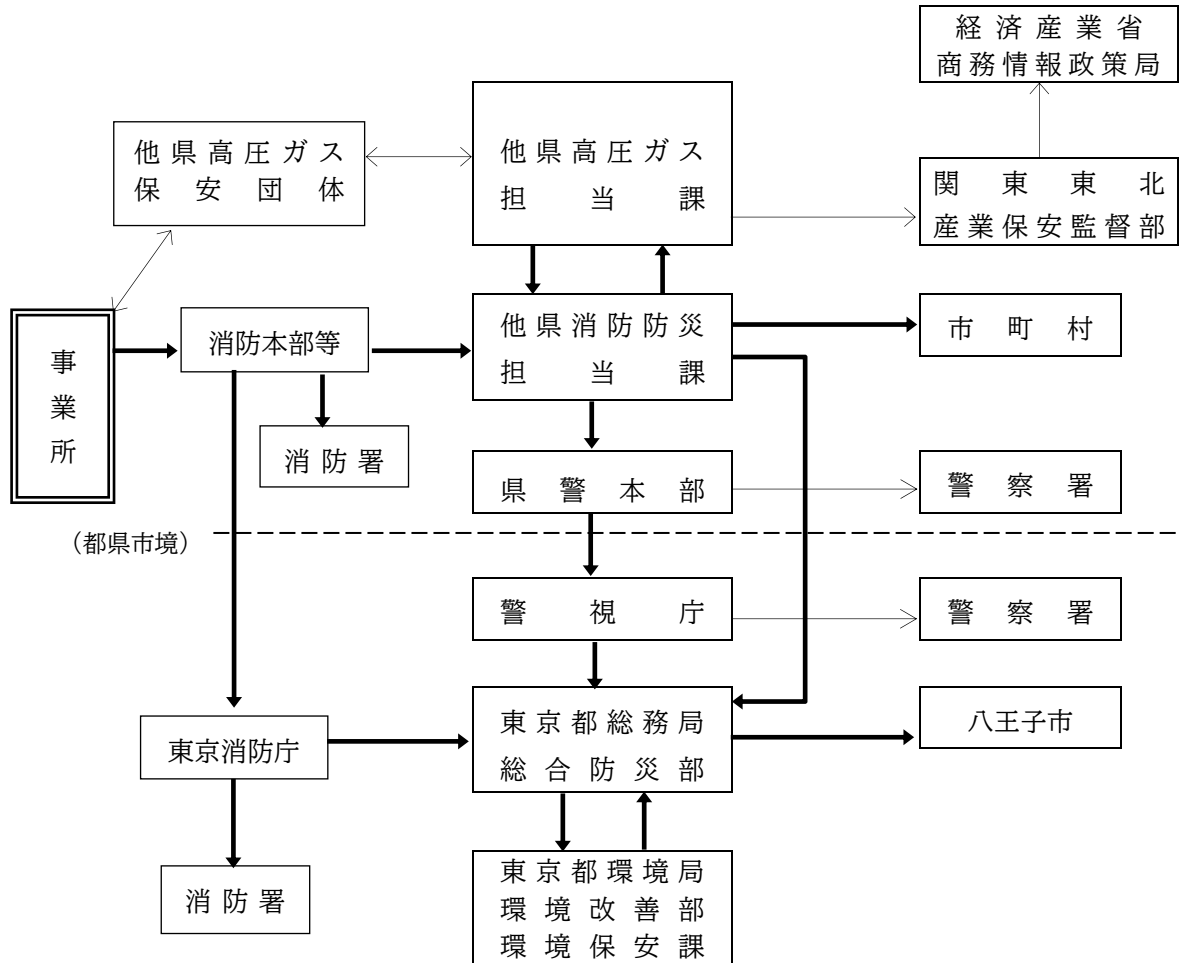 経済産業省
商務情報政策局
他県高圧ガス
保安団体
他県高圧ガス
担当課
関東東北
産業保安監督部
事業所
消防本部等
他県消防防災
担当課
市町村
消防署
県警本部
警察署
（都県市境）
警視庁
警察署
東京消防庁
東京都総務局
総合防災部
八王子市
消防署
東京都環境局
環境改善部
環境保安課